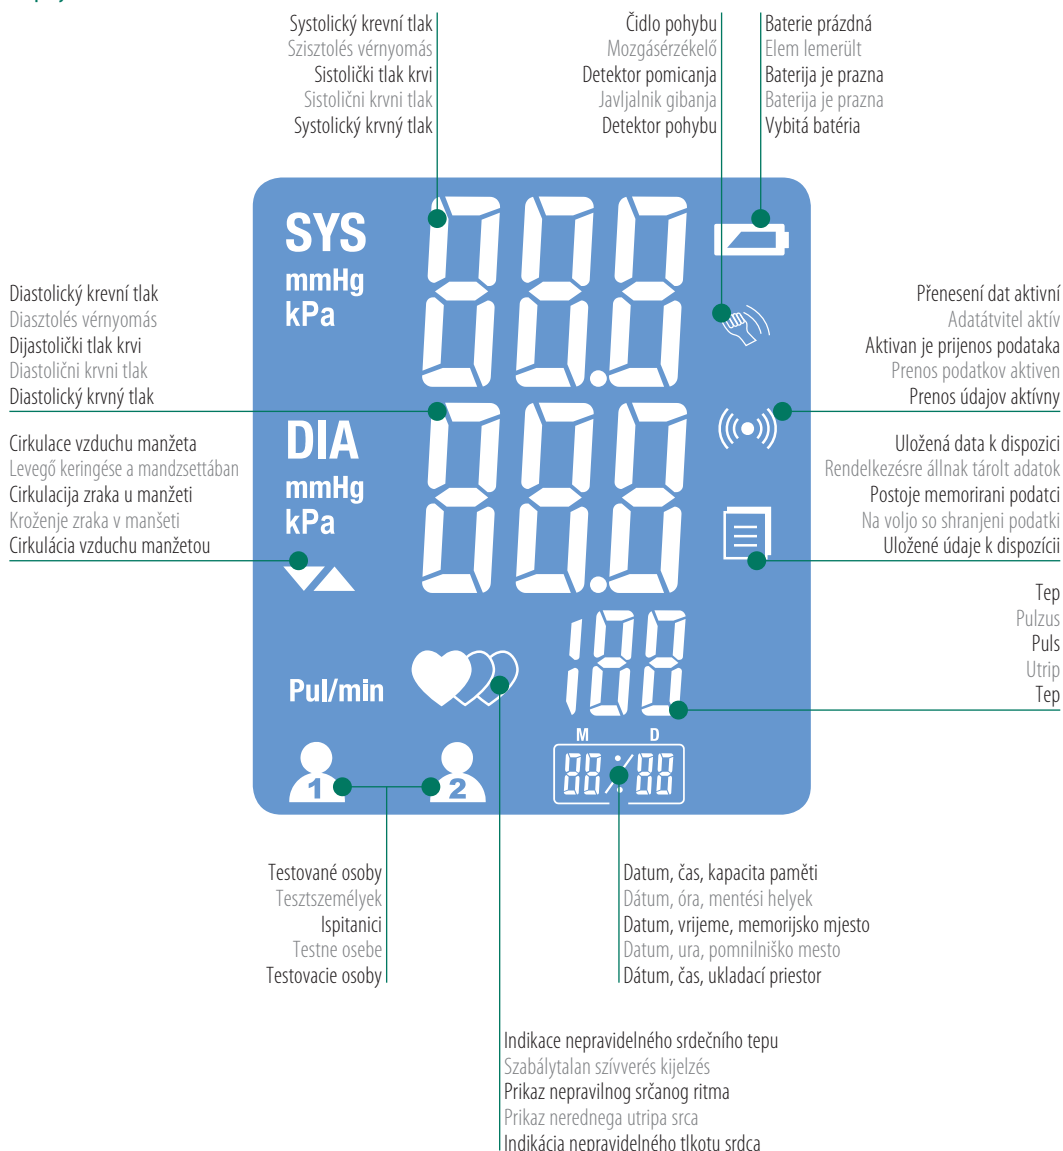 Systolický krevní tlak
Szisztolés vérnyomás
Sistolički tlak krvi
Sistolični krvni tlak
Systolický krvný tlak
Čidlo pohybu
Mozgásérzékelő
Detektor pomicanja
Javljalnik gibanja
Detektor pohybu
Baterie prázdná
Elem lemerült
Baterija je prazna
Baterija je prazna
Vybitá batéria
SYS
mmHg
kPa
888.8
Diastolický krevní tlak
Diasztolés vérnyomás
Dijastolički tlak krvi
Diastolični krvni tlak
Diastolický krvný tlak
Přenesení dat aktivní
Adatátvitel aktív
Aktivan je prijenos podataka
Prenos podatkov aktiven
Prenos údajov aktívny
DIA
mmHg
kPa
88.8
Cirkulace vzduchu manžeta
Levegő keringése a mandzsettában
Cirkulacija zraka u manžeti
Kroženje zraka v manšeti
Cirkulácia vzduchu manžetou
Uložená data k dispozici
Rendelkezésre állnak tárolt adatok
Postoje memorirani podatci
Na voljo so shranjeni podatki
Uložené údaje k dispozícii
Tep
Pulzus
Puls
Utrip
Tep
Pul/min
188
M D
88 88
1
2
Testované osoby
Tesztszemélyek
Ispitanici
Testne osebe
Testovacie osoby
Datum, čas, kapacita paměti
Dátum, óra, mentési helyek
Datum, vrijeme, memorijsko mjesto
Datum, ura, pomnilniško mesto
Dátum, čas, ukladací priestor
Indikace nepravidelného srdečního tepu
Szabálytalan szívverés kijelzés
Prikaz nepravilnog srčanog ritma
Prikaz nerednega utripa srca
Indikácia nepravidelného tlkotu srdca